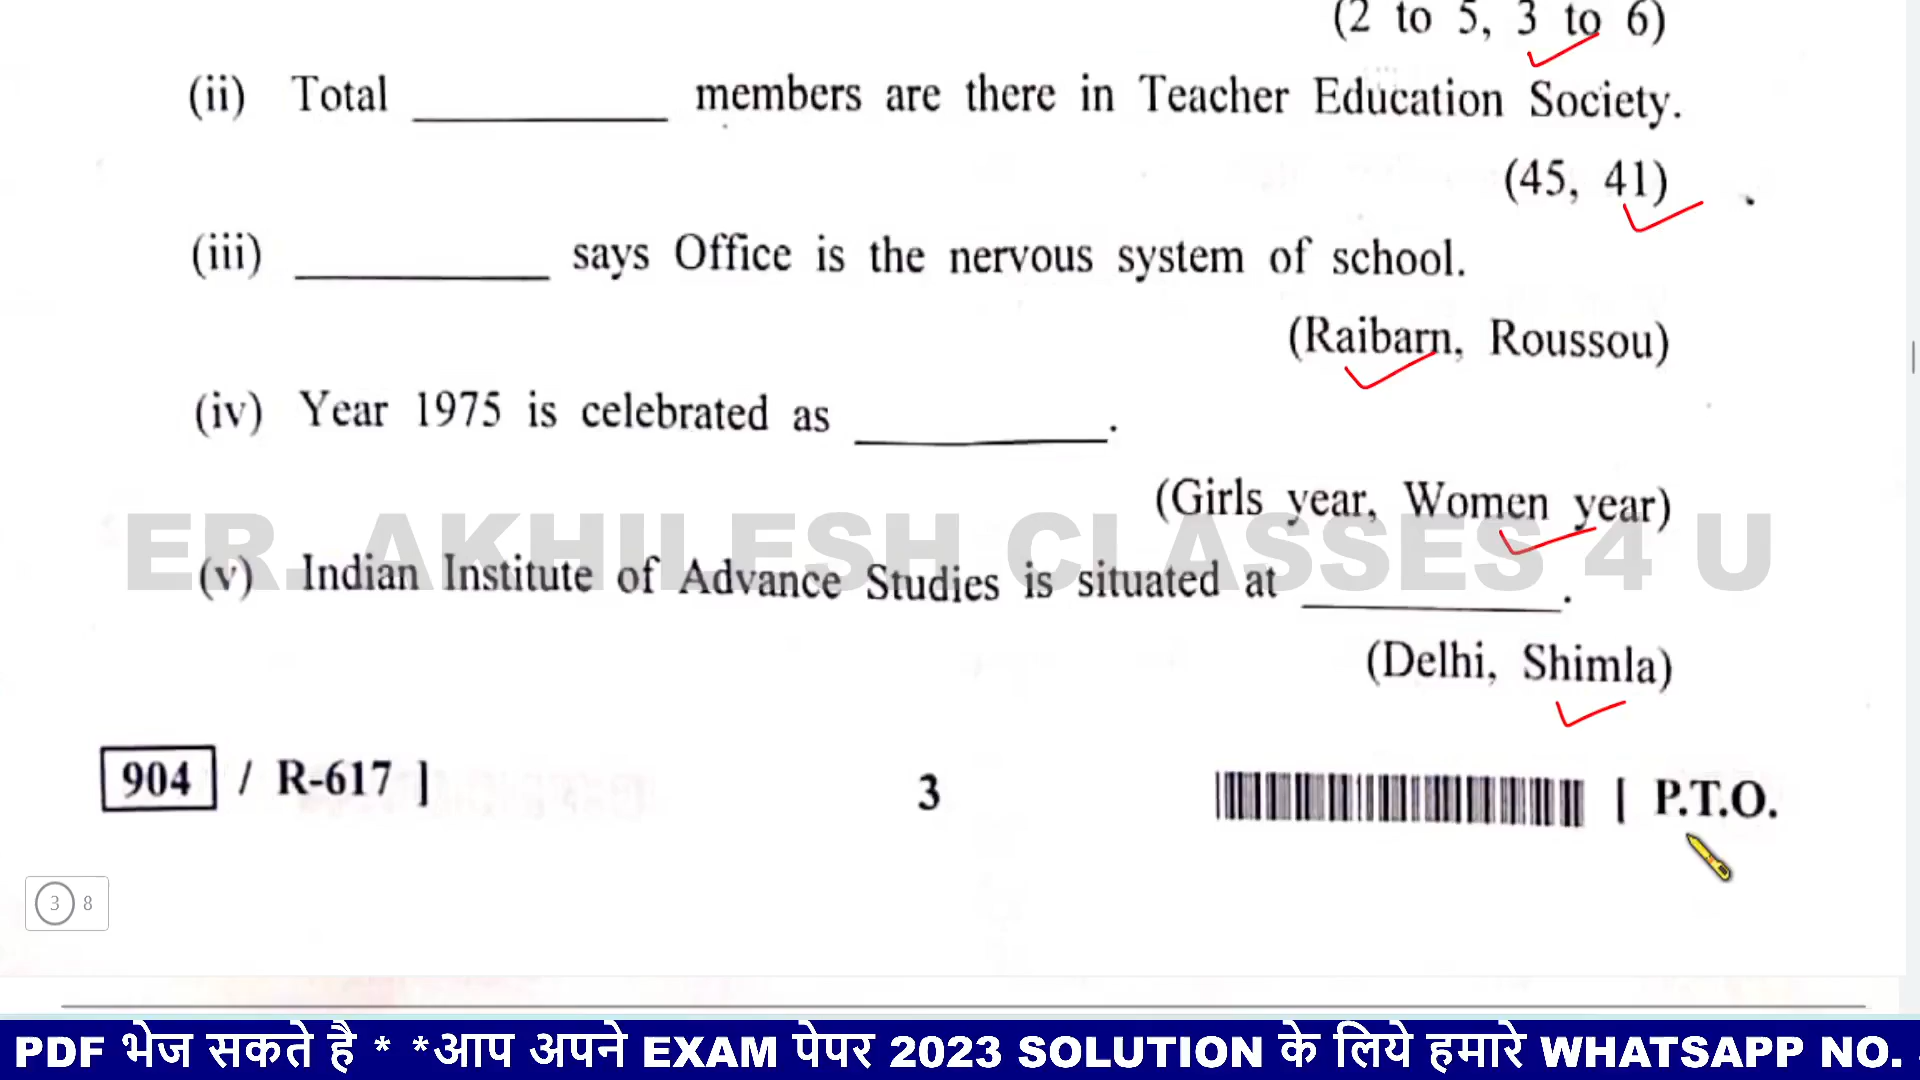 (2 to 5, 3 to 6)
(ii) Total __________ members are there in Teacher Education Society.
(45, 41)
(iii) __________ says Office is the nervous system of school.
(Raibarn, Roussou)
(iv) Year 1975 is celebrated as __________.
(Girls year, Women year)
ER. AKHILESH CLASSES 4 U
(v) Indian Institute of Advance Studies is situated at __________.
(Delhi, Shimla)
904 / R-617 ] 3 [ P.T.O.
3 8
PDF भेज सकते है * *आप अपने EXAM पेपर 2023 SOLUTION के लिये हमारे WHATSAPP NO.